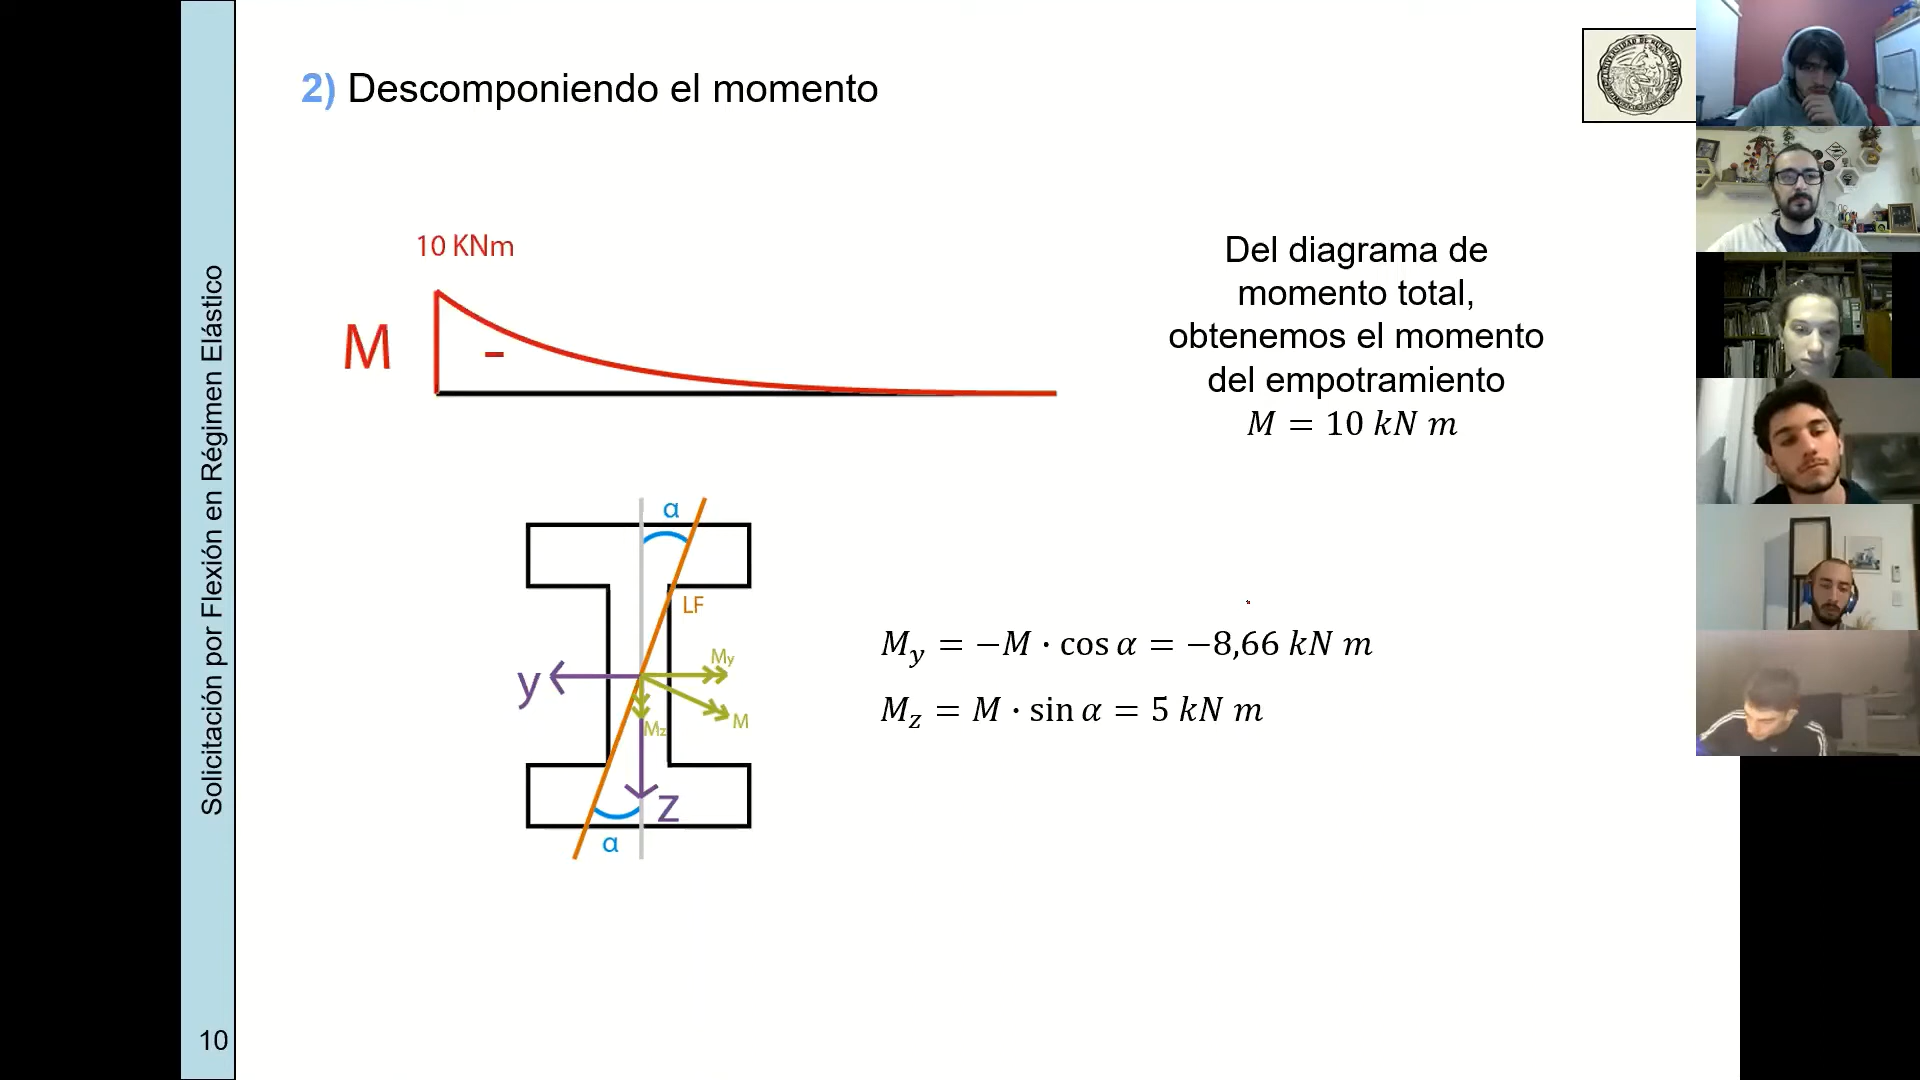 Solicitación por Flexión en Régimen Elástico
10
2) Descomponiendo el momento
10 KNm
M
-
Del diagrama de
momento total,
obtenemos el momento
del empotramiento
M = 10 kN m
α
LF
My
y
M
Mz
z
α
M_y = −M · cos α = −8,66 kN m
M_z = M · sin α = 5 kN m